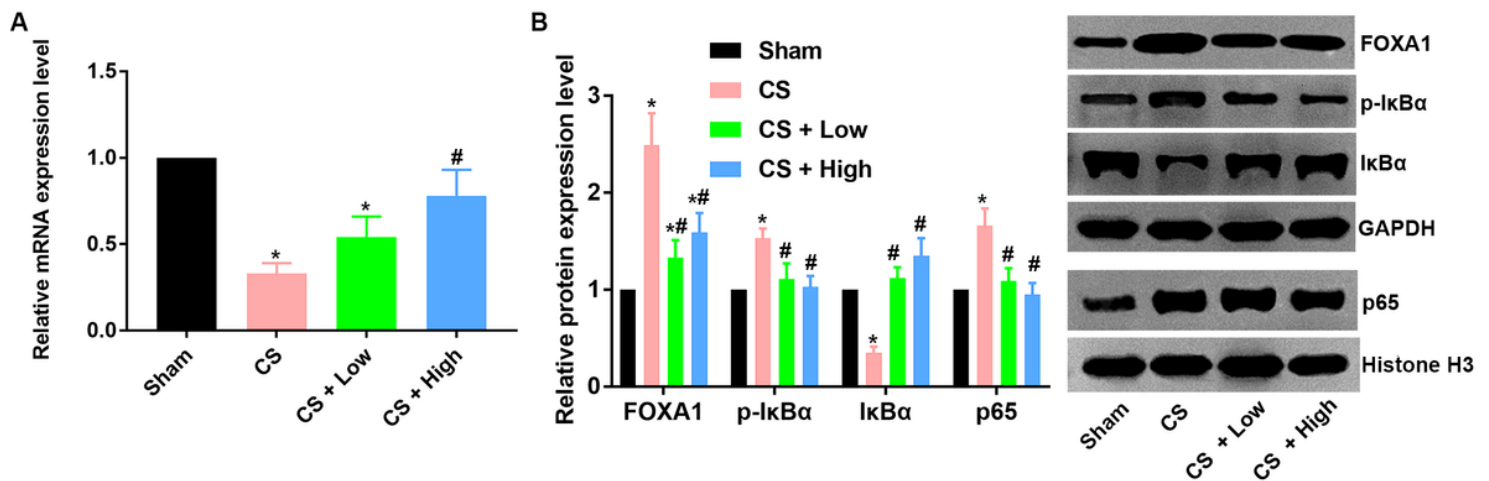 A
Relative mRNA expression level
1.5
1.0
0.5
0.0
*
*
#
Sham
CS
CS + Low
CS + High
B
Relative protein expression level
3
2
1
0
Sham
CS
CS + Low
CS + High
*
*#
*#
*
#
#
*
#
#
*
#
#
FOXA1
p-IκBα
IκBα
p65
FOXA1
p-IκBα
IκBα
GAPDH
p65
Histone H3
Sham
CS
CS + Low
CS + High